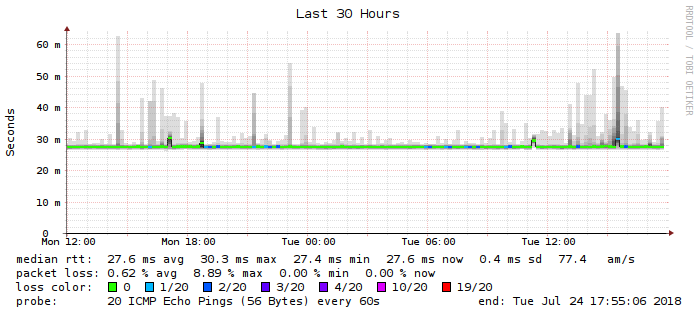 Last 30 Hours
RRDTOOL / TOBI OETIKER
Seconds
60 m
50 m
40 m
30 m
20 m
10 m
0
Mon 12:00 Mon 18:00 Tue 00:00 Tue 06:00 Tue 12:00
median rtt: 27.6 ms avg 30.3 ms max 27.4 ms min 27.6 ms now 0.4 ms sd 77.4 am/s
packet loss: 0.62 % avg 8.89 % max 0.00 % min 0.00 % now
loss color: 0 1/20 2/20 3/20 4/20 10/20 19/20
probe: 20 ICMP Echo Pings (56 Bytes) every 60s end: Tue Jul 24 17:55:06 2018